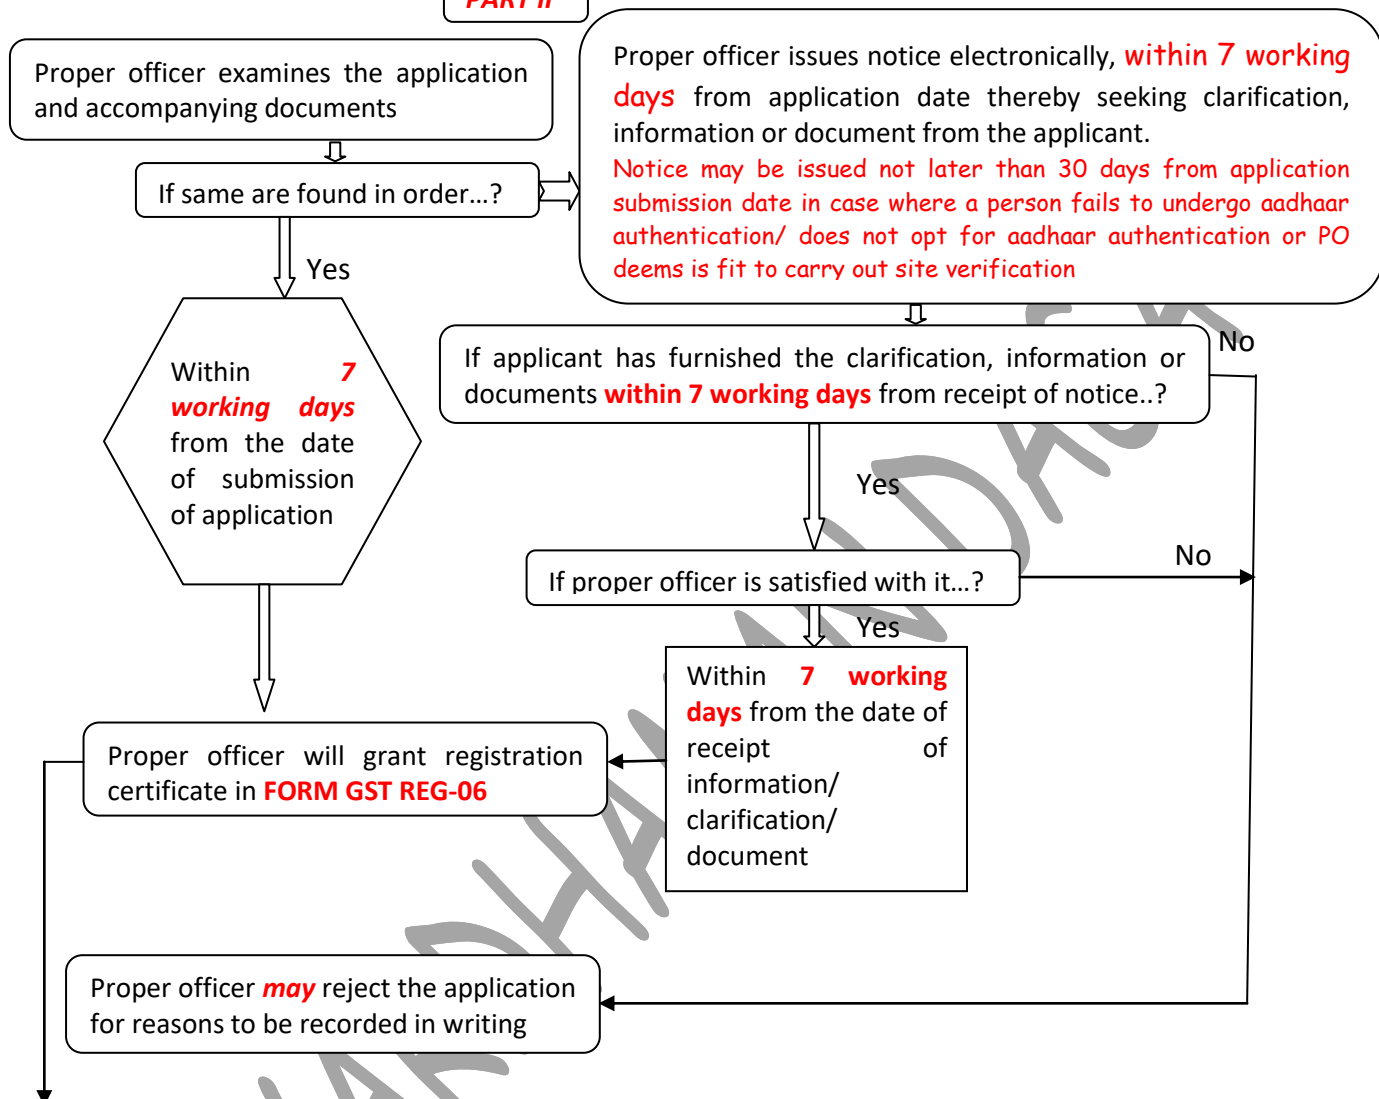 PART II
Proper officer examines the application
and accompanying documents
Proper officer issues notice electronically, within 7 working
days from application date thereby seeking clarification,
information or document from the applicant.
Notice may be issued not later than 30 days from application
submission date in case where a person fails to undergo aadhaar
authentication/ does not opt for aadhaar authentication or PO
deems is fit to carry out site verification
If same are found in order…?
Yes
Within 7
working days
from the date
of submission
of application
If applicant has furnished the clarification, information or
documents within 7 working days from receipt of notice..?
No
Yes
If proper officer is satisfied with it…?
No
Yes
Within 7 working
days from the date of
receipt of
information/
clarification/
document
Proper officer will grant registration
certificate in FORM GST REG-06
Proper officer may reject the application
for reasons to be recorded in writing